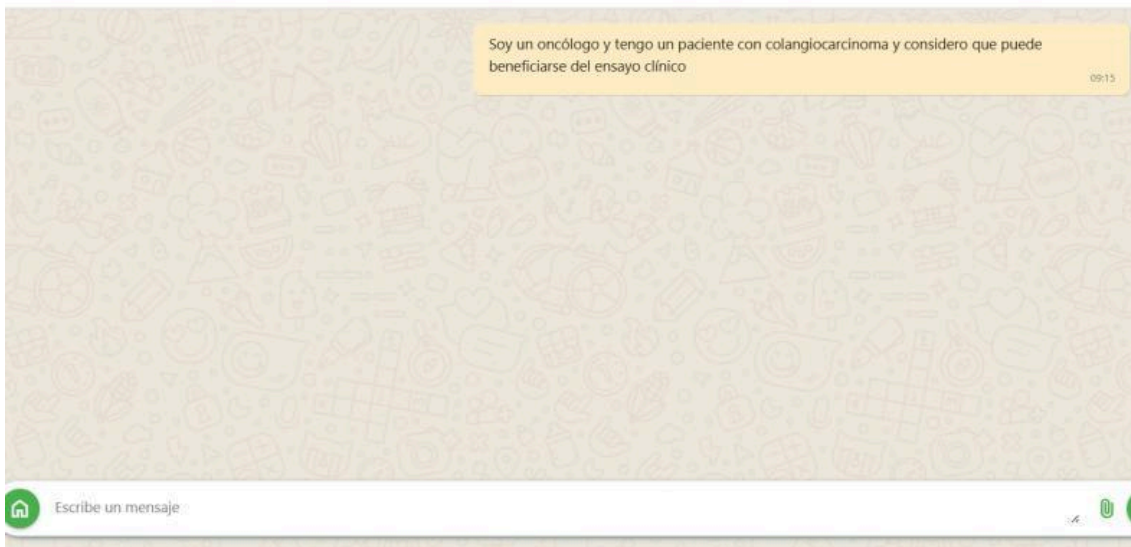 Soy un oncólogo y tengo un paciente con colangiocarcinoma y considero que puede
beneficiarse del ensayo clínico
09:15
Escribe un mensaje